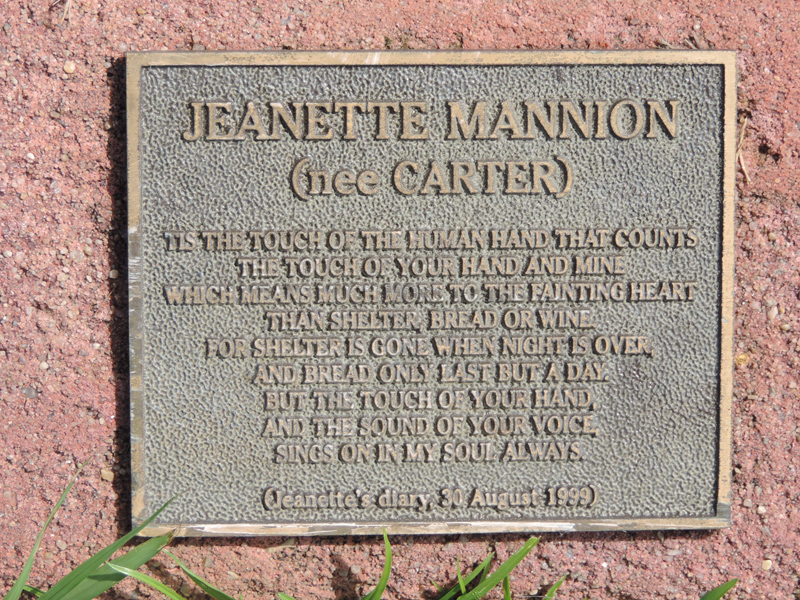 JEANETTE MANNION
(nee CARTER)
TIS THE TOUCH OF THE HUMAN HAND THAT COUNTS
THE TOUCH OF YOUR HAND AND MINE
WHICH MEANS MUCH MORE TO THE FAINTING HEART
THAN SHELTER, BREAD OR WINE.
FOR SHELTER IS GONE WHEN NIGHT IS OVER,
AND BREAD ONLY LAST BUT A DAY.
BUT THE TOUCH OF YOUR HAND,
AND THE SOUND OF YOUR VOICE,
SINGS ON IN MY SOUL ALWAYS.
(Jeanette's diary, 30 August 1999)